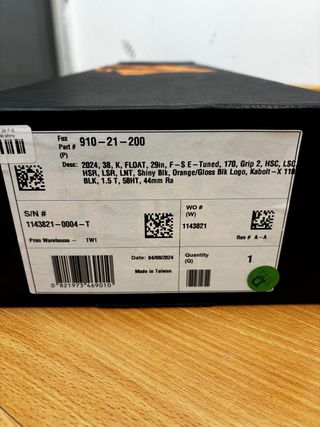 Fox
Part #
(P)
910-21-200
Desc: 2024, 38, K, FLOAT, 29in, F-S E-Tuned, 170, Grip 2, HSC, LSC,
HSR, LSR, LNT, Shiny Blk, Orange/Gloss Blk Logo, Kabolt-X 110
BLK, 1.5 T, 58HT, 44mm Ra
S/N #
1143821-0004-T
WO #
(W)
1143821
Prim Warehouse - TW1
Rev # A-A
Date: 04/08/2024
Made in Taiwan
Quantity
(Q)
1
0 821973 469010